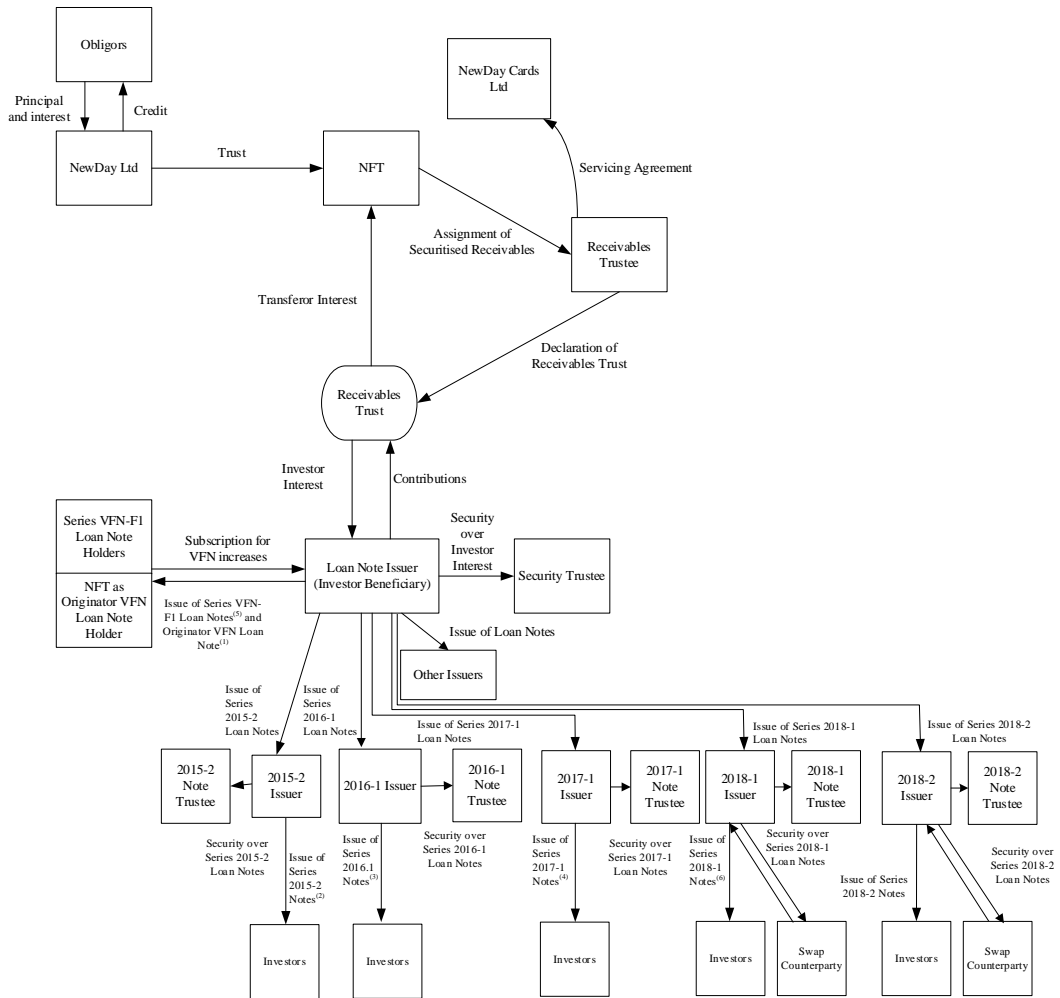 Obligors
NewDay Cards
Ltd
Principal
and interest
Credit
NewDay Ltd
Trust
NFT
Servicing Agreement
Assignment of
Securitised Receivables
Receivables
Trustee
Transferor Interest
Declaration of
Receivables Trust
Receivables
Trust
Investor
Interest
Contributions
Series VFN-F1
Loan Note
Holders
Subscription for
VFN increases
Security
over
Investor
Interest
Loan Note Issuer
(Investor Beneficiary)
Security Trustee
NFT as
Originator VFN
Loan Note
Holder
Issue of Series VFN-
F1 Loan Notes(5) and
Originator VFN Loan
Note(1)
Issue of Loan Notes
Other Issuers
Issue of
Series
2015-2
Loan Notes
Issue of
Series
2016-1
Loan Notes
Issue of Series 2017-1
Loan Notes
Issue of Series 2018-1
Loan Notes
Issue of Series 2018-2
Loan Notes
2015-2
Note
Trustee
2015-2
Issuer
2016-1 Issuer
2016-1
Note
Trustee
2017-1
Issuer
2017-1
Note
Trustee
2018-1
Issuer
2018-1
Note
Trustee
2018-2
Issuer
2018-2
Note
Trustee
Security over
Series 2015-2
Loan Notes
Issue of
Series
2015-2
Notes(2)
Issue of
Series
2016.1
Notes(3)
Security over
Series 2016-1
Loan Notes
Issue of
Series
2017-1
Notes(4)
Security over
Series 2017-1
Loan Notes
Issue of
Series
2018-1
Notes(6)
Security over
Series 2018-1
Loan Notes
Issue of Series
2018-2 Notes
Security over
Series 2018-2
Loan Notes
Investors
Investors
Investors
Investors
Swap
Counterparty
Investors
Swap
Counterparty